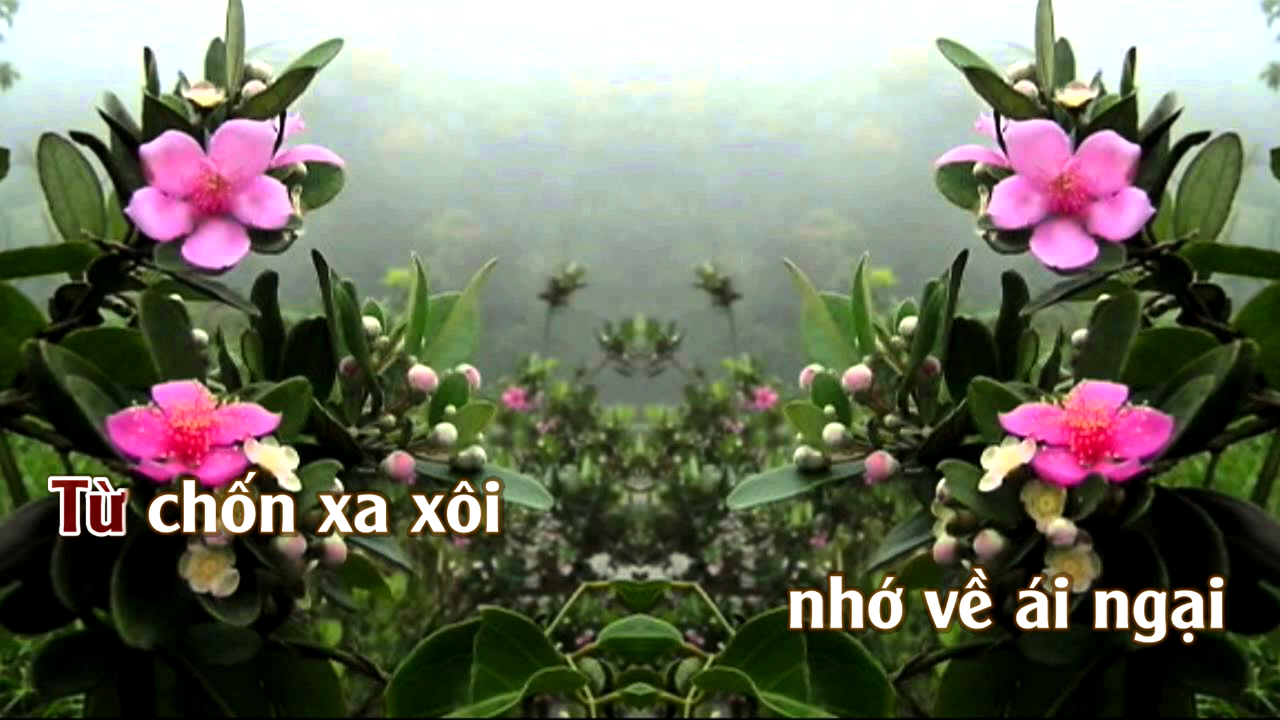 Từ chốn xa xôi
nhớ về ái ngại